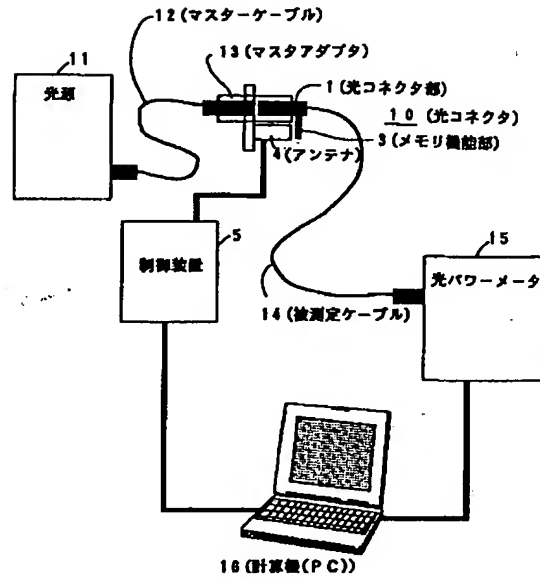 12(マスターケーブル)
13(マスタアダプタ)
11
光源
1(光コネクタ部)
10 (光コネクタ)
3(メモリ機能部)
4(アンテナ)
5
制御装置
15
光パワーメータ
14(被測定ケーブル)
16(計算機(PC))